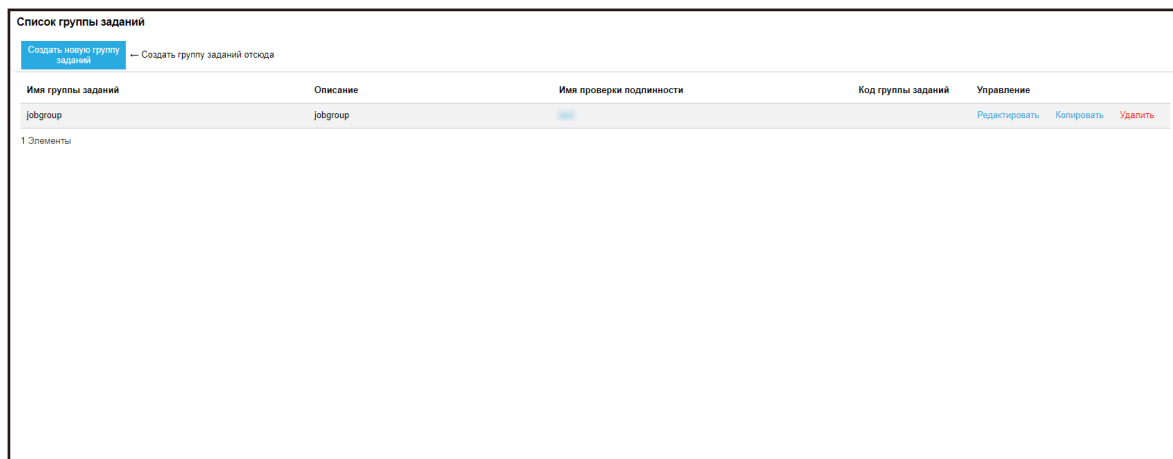 Список группы заданий
Создать новую группу
заданий
← Создать группу заданий отсюда
Имя группы заданий Описание Имя проверки подлинности Код группы заданий Управление
jobgroup jobgroup Редактировать Копировать Удалить
1 Элементы